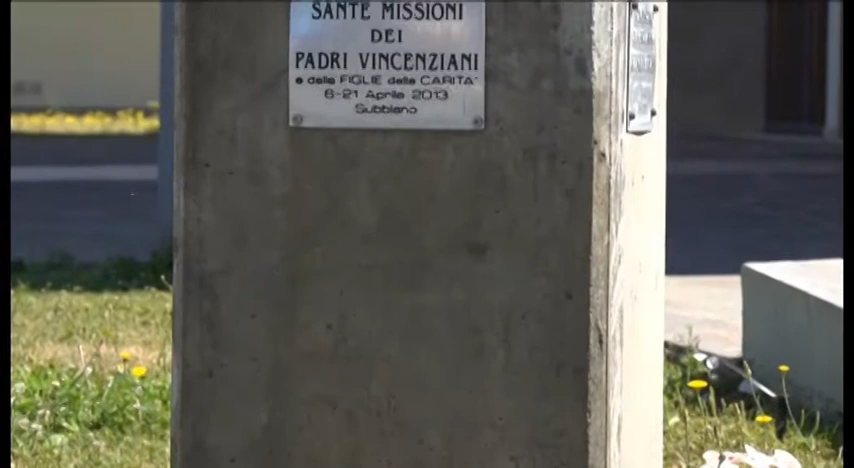 SANTE MISSIONI
DEI
PADRI VINCENZIANI
e delle FIGLIE della CARITA'
6-21 Aprile 2013
Subbiano